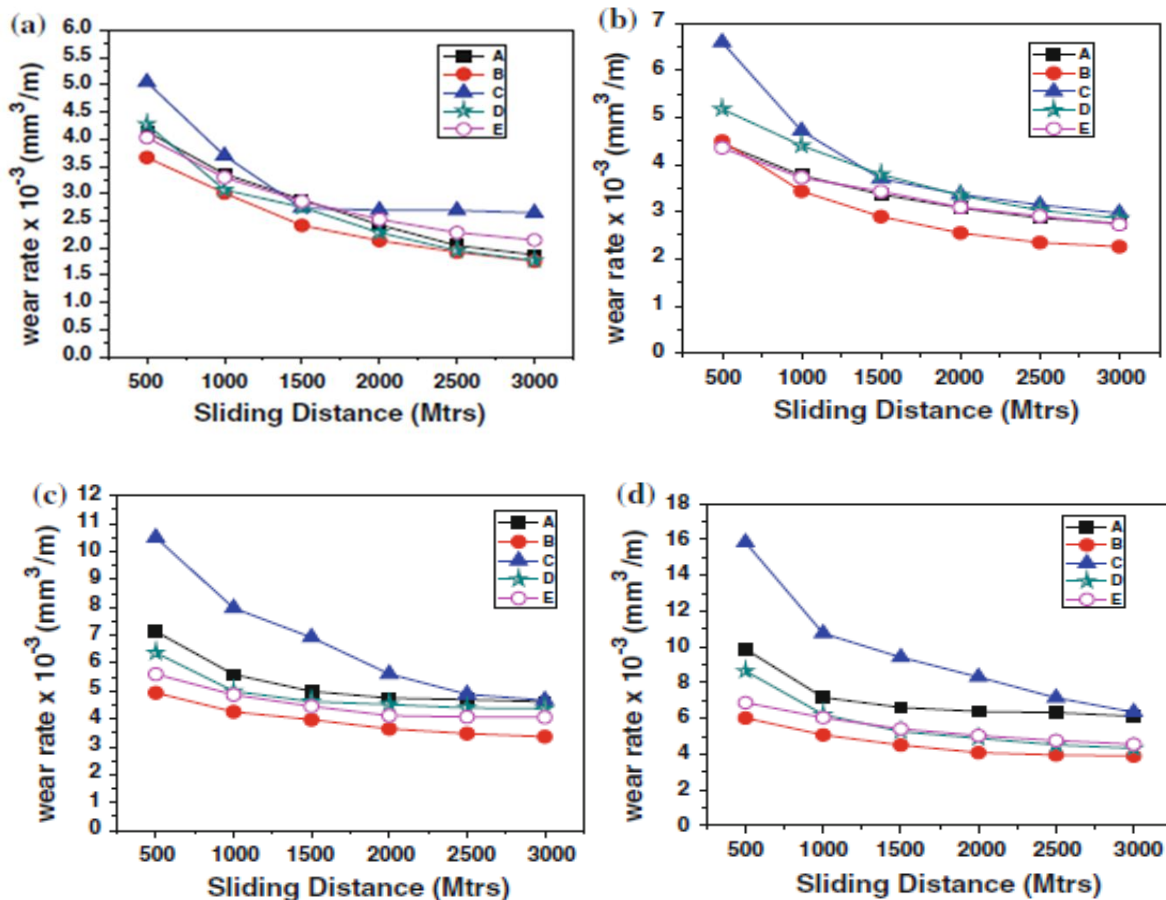 (a)
wear rate x 10⁻³ (mm³/m)
6.0
5.5
5.0
4.5
4.0
3.5
3.0
2.5
2.0
1.5
1.0
0.5
0.0
A
B
C
D
E
500 1000 1500 2000 2500 3000
Sliding Distance (Mtrs)
(b)
wear rate x 10⁻³ (mm³/m)
7
6
5
4
3
2
0
A
B
C
D
E
500 1000 1500 2000 2500 3000
Sliding Distance (Mtrs)
(c)
wear rate x 10⁻³ (mm³/m)
12
11
10
9
8
7
6
5
4
3
2
1
0
A
B
C
D
E
500 1000 1500 2000 2500 3000
Sliding Distance (Mtrs)
(d)
wear rate x 10⁻³ (mm³/m)
18
16
14
12
10
8
6
4
2
0
A
B
C
D
E
500 1000 1500 2000 2500 3000
Sliding Distance (Mtrs)